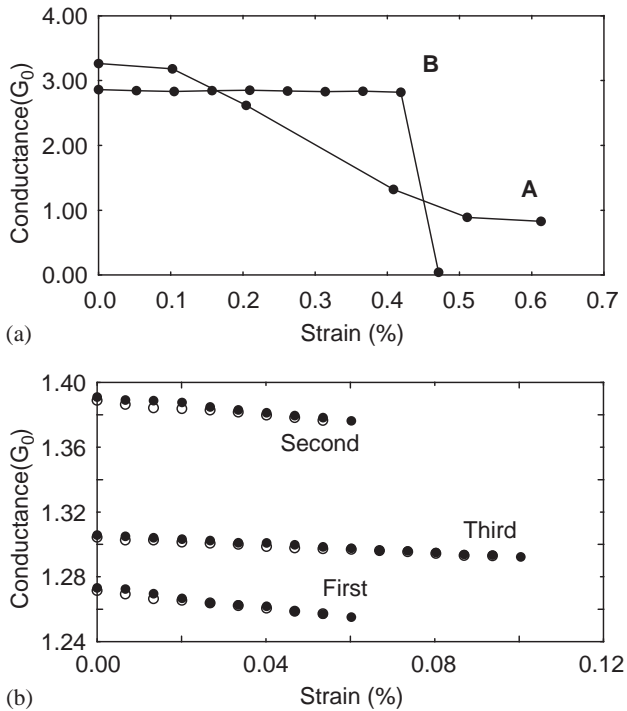 4.00
3.00
2.00
1.00
0.00
Conductance(G₀)
B
A
0.0 0.1 0.2 0.3 0.4 0.5 0.6 0.7
Strain (%)
(a)
1.40
1.36
1.32
1.28
1.24
Conductance(G₀)
Second
Third
First
0.00 0.04 0.08 0.12
Strain (%)
(b)